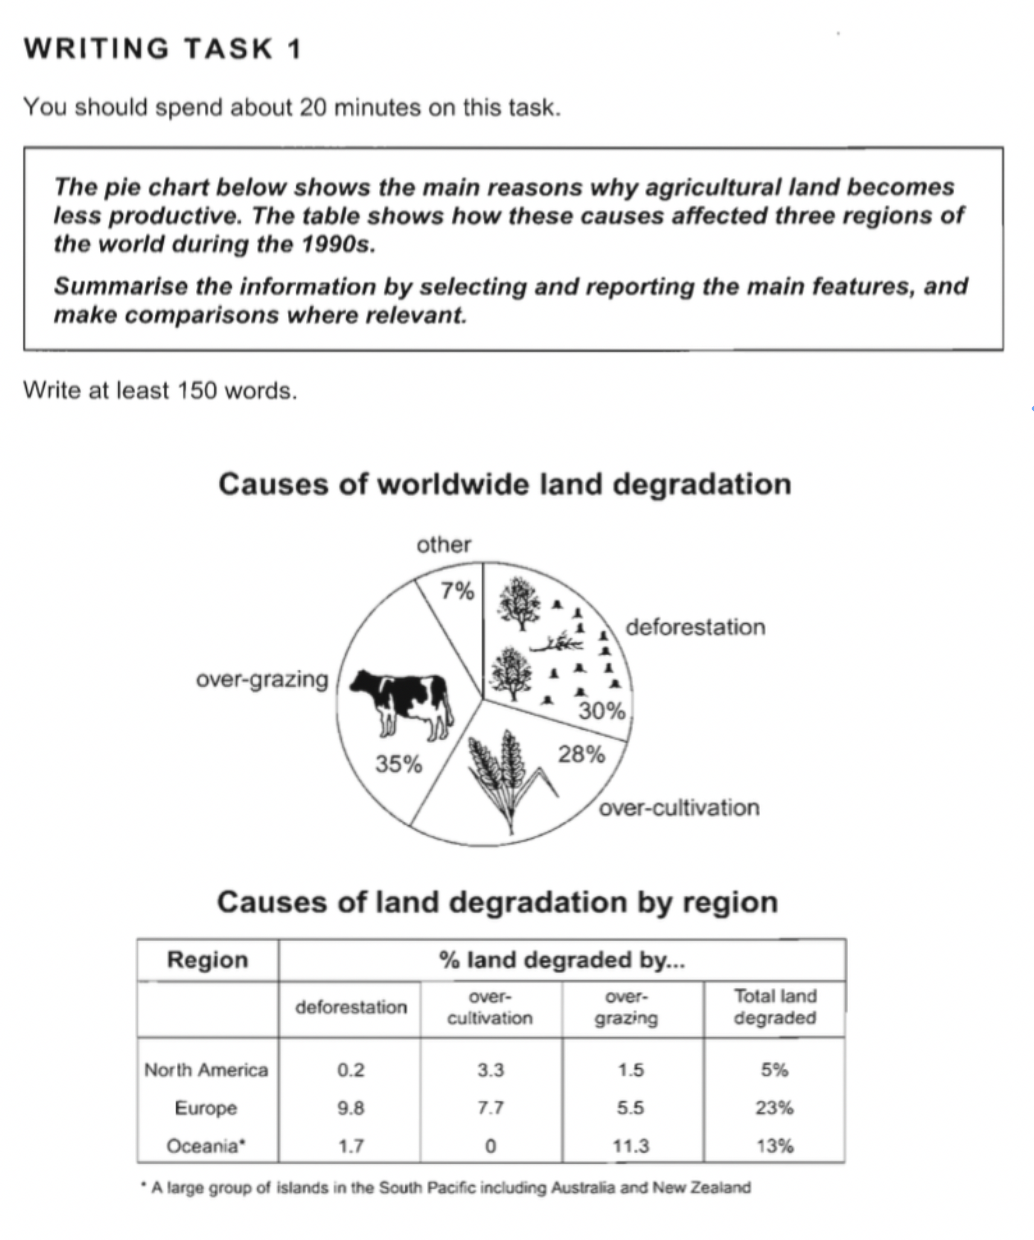 WRITING TASK 1
You should spend about 20 minutes on this task.
The pie chart below shows the main reasons why agricultural land becomes
less productive. The table shows how these causes affected three regions of
the world during the 1990s.
Summarise the information by selecting and reporting the main features, and
make comparisons where relevant.
Write at least 150 words.
Causes of worldwide land degradation
other
7%
deforestation
over-grazing
30%
28%
35%
over-cultivation
Causes of land degradation by region
Region % land degraded by...
deforestation over-cultivation over-grazing Total land degraded
North America 0.2 3.3 1.5 5%
Europe 9.8 7.7 5.5 23%
Oceania* 1.7 0 11.3 13%
* A large group of islands in the South Pacific including Australia and New Zealand